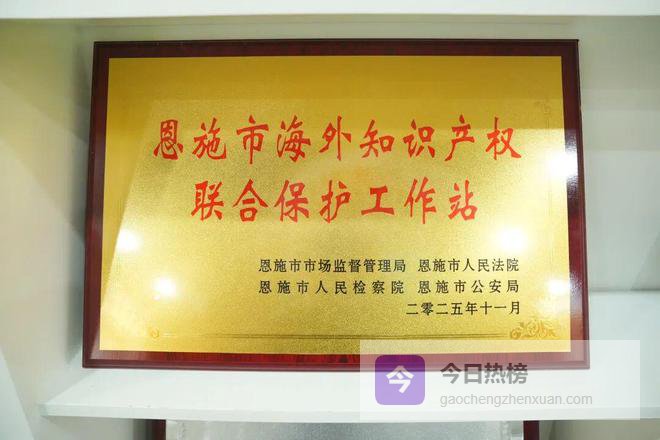 恩施市海外知识产权
联合保护工作站
恩施市市场监督管理局 恩施市人民法院
恩施市人民检察院 恩施市公安局
二零二五年十一月
今 今日热榜
gaochengzhenxuan.com